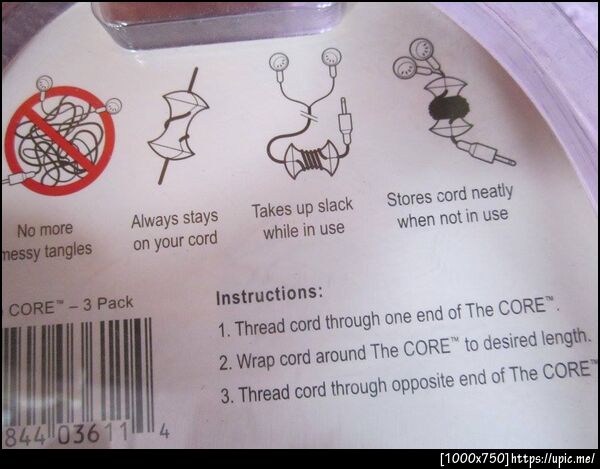 No more
messy tangles
Always stays
on your cord
Takes up slack
while in use
Stores cord neatly
when not in use
CORE™ – 3 Pack
844 03611 4
Instructions:
1. Thread cord through one end of The CORE™.
2. Wrap cord around The CORE™ to desired length.
3. Thread cord through opposite end of The CORE™
[1000x750]https://upic.me/